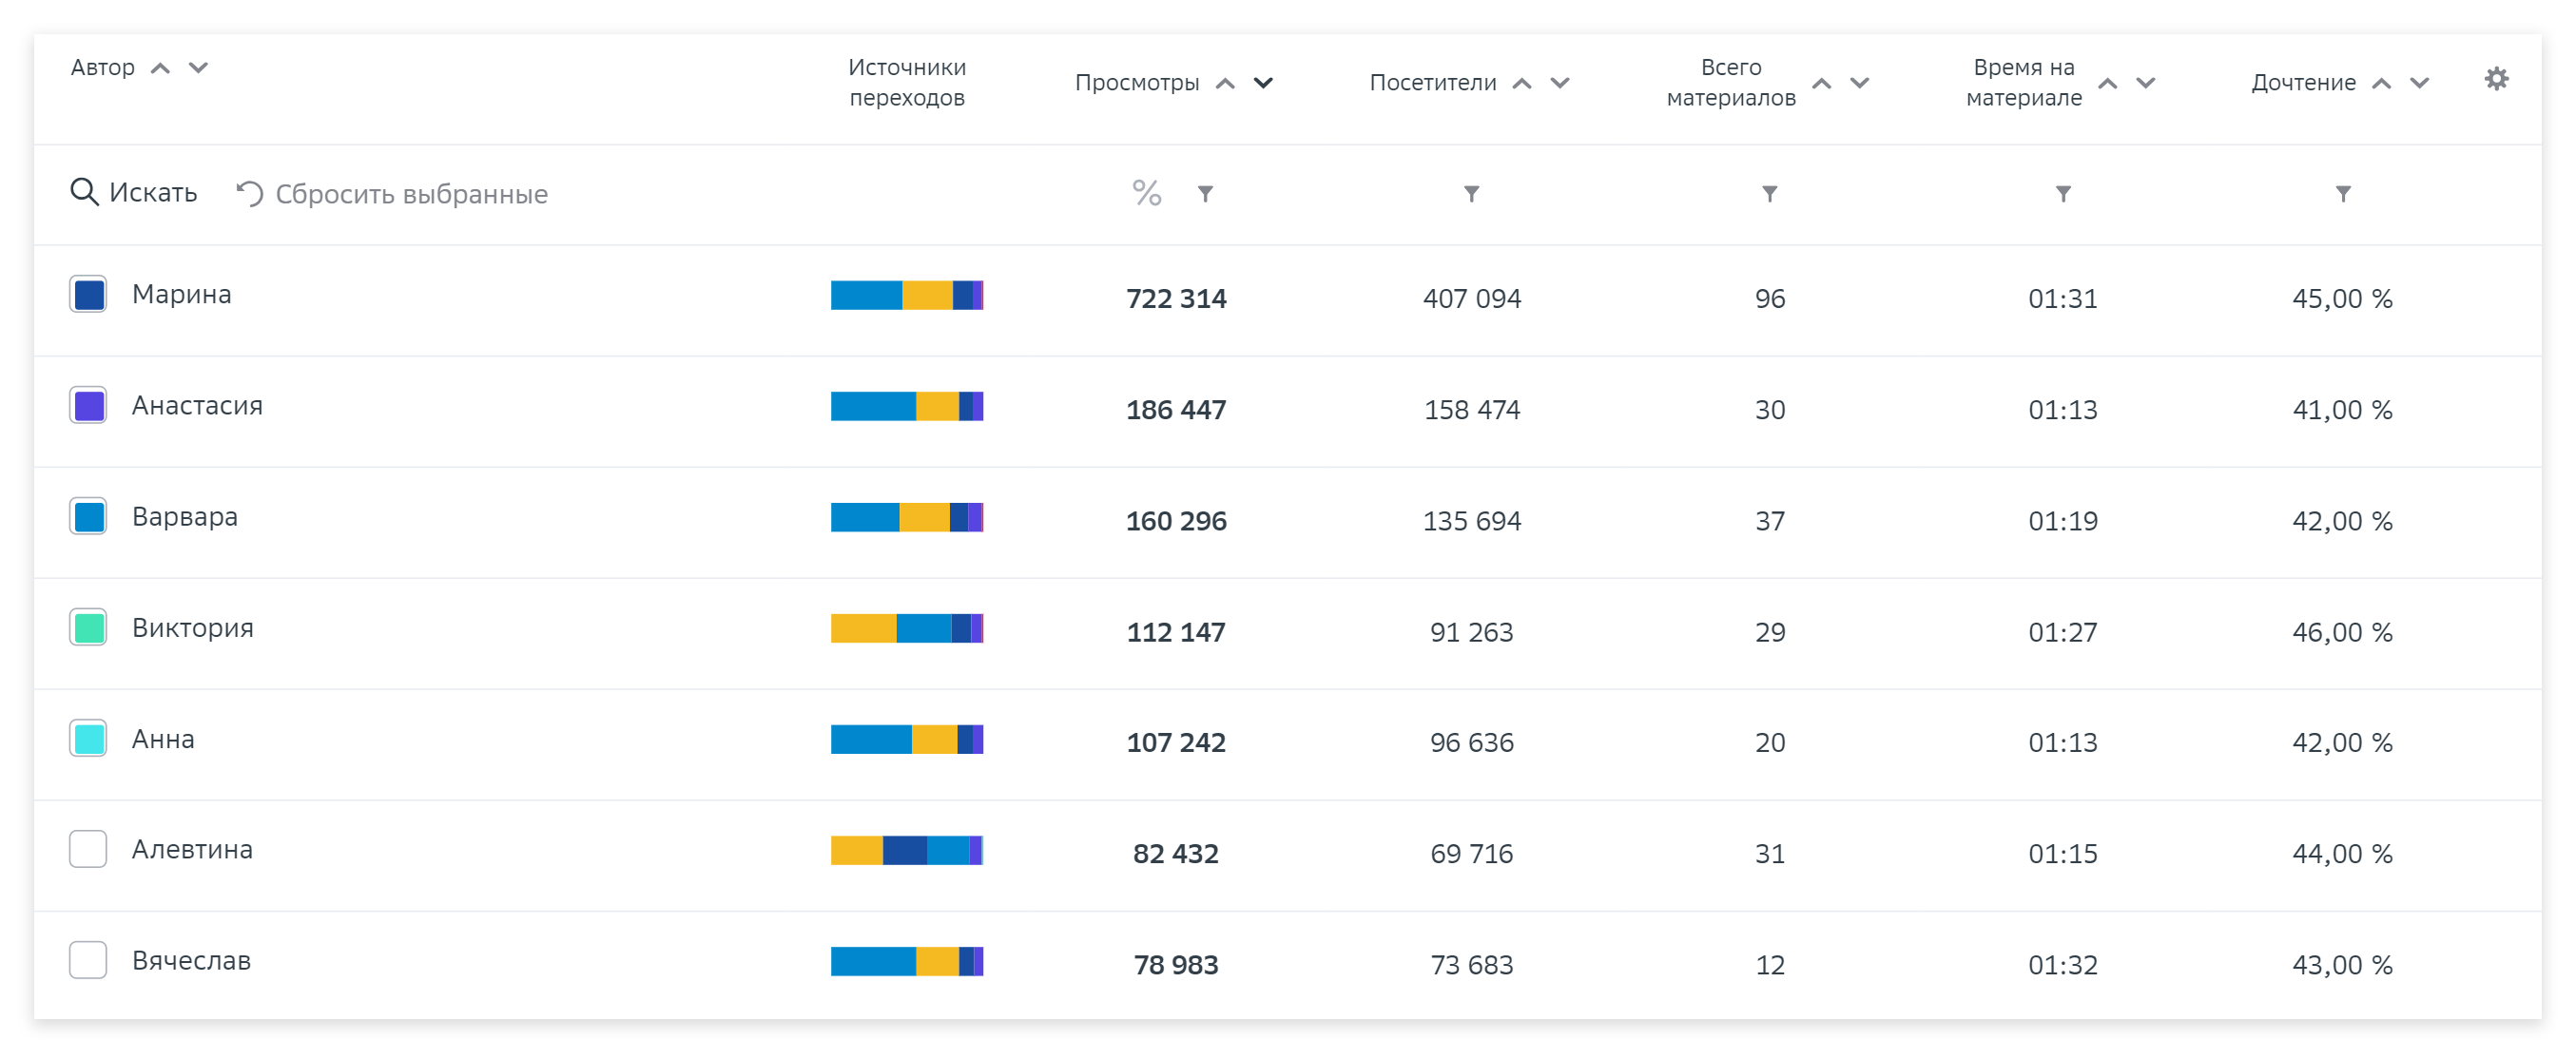 Автор
Источники переходов
Просмотры
Посетители
Всего материалов
Время на материале
Дочтение
Искать Сбросить выбранные %
Марина 722 314 407 094 96 01:31 45,00 %
Анастасия 186 447 158 474 30 01:13 41,00 %
Варвара 160 296 135 694 37 01:19 42,00 %
Виктория 112 147 91 263 29 01:27 46,00 %
Анна 107 242 96 636 20 01:13 42,00 %
Алевтина 82 432 69 716 31 01:15 44,00 %
Вячеслав 78 983 73 683 12 01:32 43,00 %